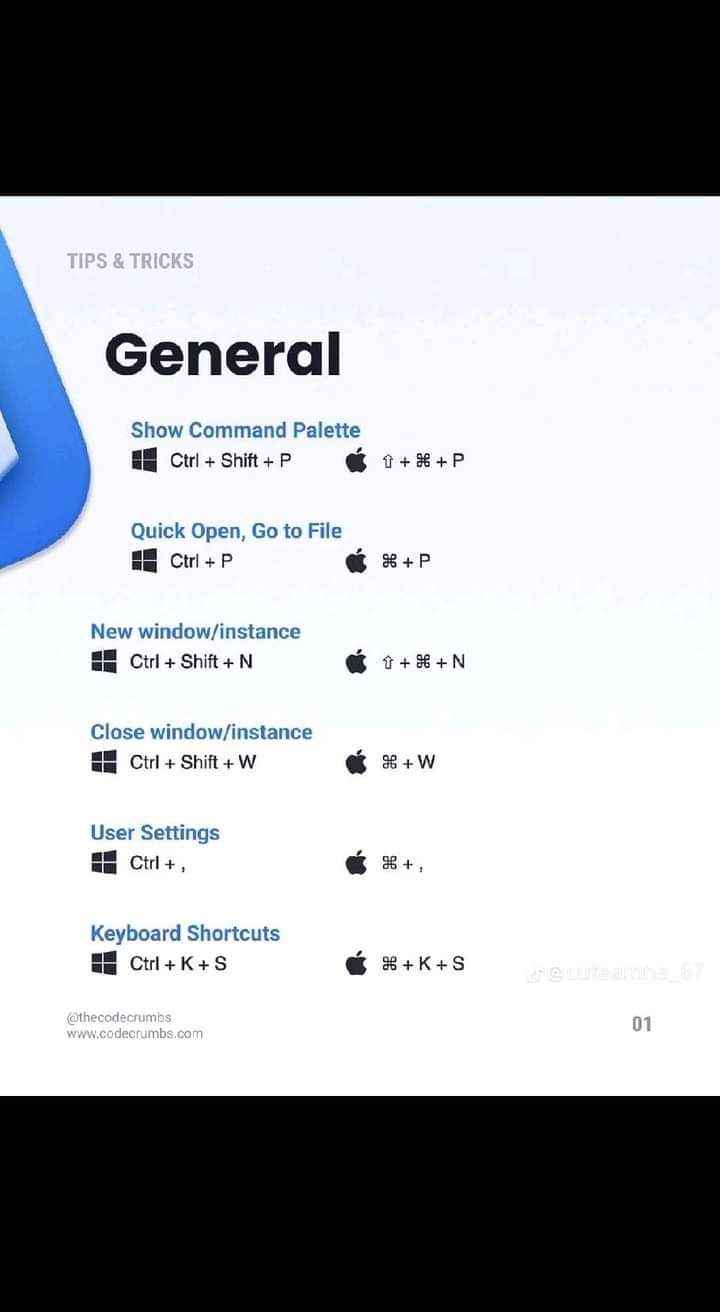 TIPS & TRICKS
General
Show Command Palette
Ctrl + Shift + P ⇧ + ⌘ + P
Quick Open, Go to File
Ctrl + P ⌘ + P
New window/instance
Ctrl + Shift + N ⇧ + ⌘ + N
Close window/instance
Ctrl + Shift + W ⌘ + W
User Settings
Ctrl + , ⌘ + ,
Keyboard Shortcuts
Ctrl + K + S ⌘ + K + S
@thecodecrumbs
www.codecrumbs.com
01